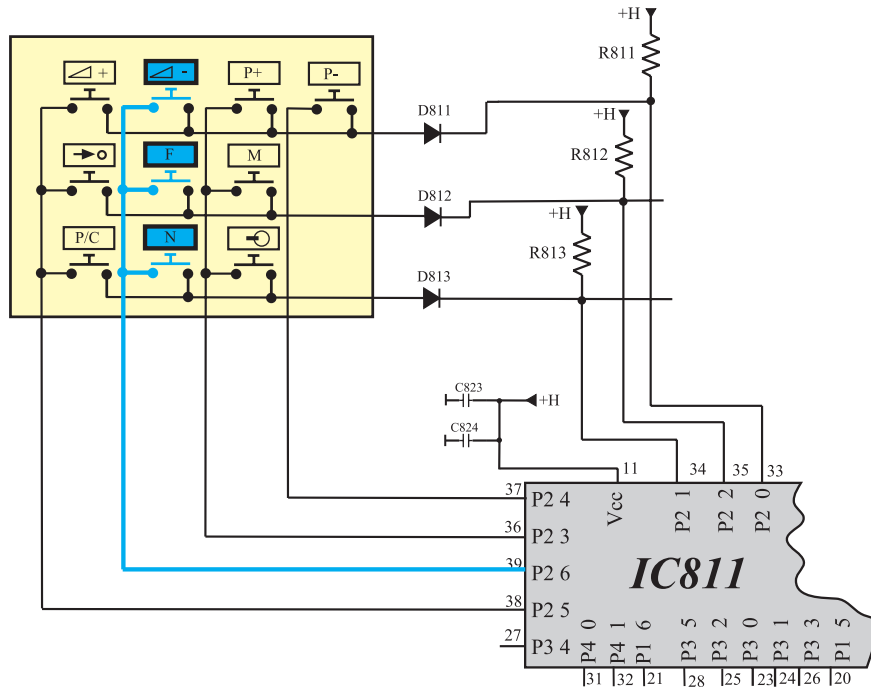 +H
R811
+ - P+ P-
D811
+H
R812
F M
D812
+H
R813
P/C N
D813
C823
+H
C824
11 34 35 33
37 P2 4 Vcc P2 1 P2 2 P2 0
36 P2 3
39 P2 6 IC811
38 P2 5
27 P3 4 P4 0 P4 1 P1 6 P3 5 P3 2 P3 0 P3 1 P3 3 P1 5
31 32 21 28 25 23 24 26 20